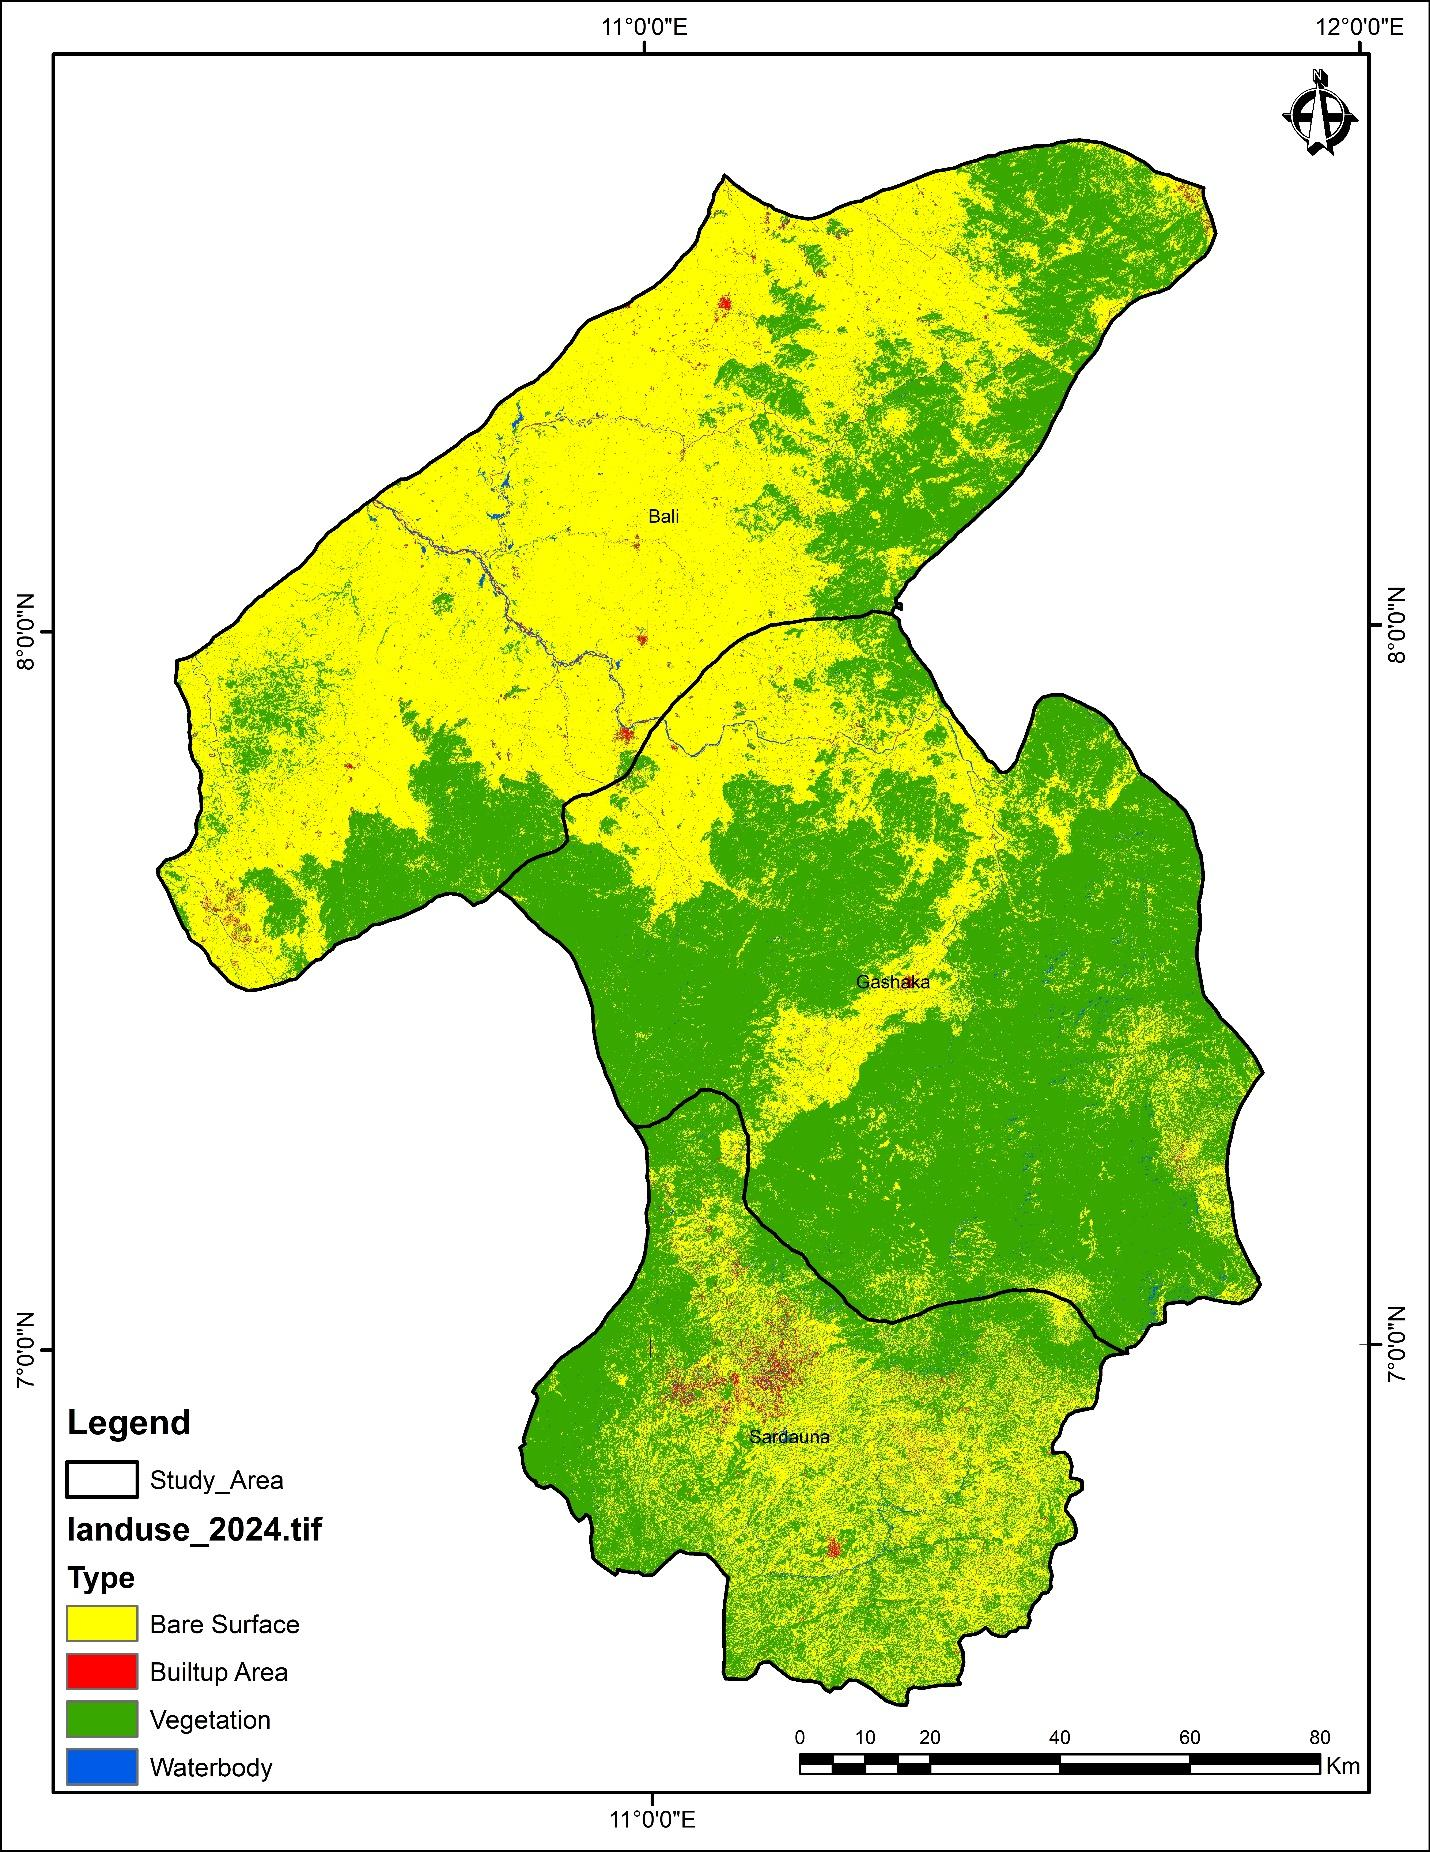 11°0'0"E 12°0'0"E
N
Bali
8°0'0"N 8°0'0"N
Gashaka
7°0'0"N 7°0'0"N
Legend
Sardauna
Study_Area
landuse_2024.tif
Type
Bare Surface
Builtup Area
Vegetation
0 10 20 40 60 80
Waterbody Km
11°0'0"E